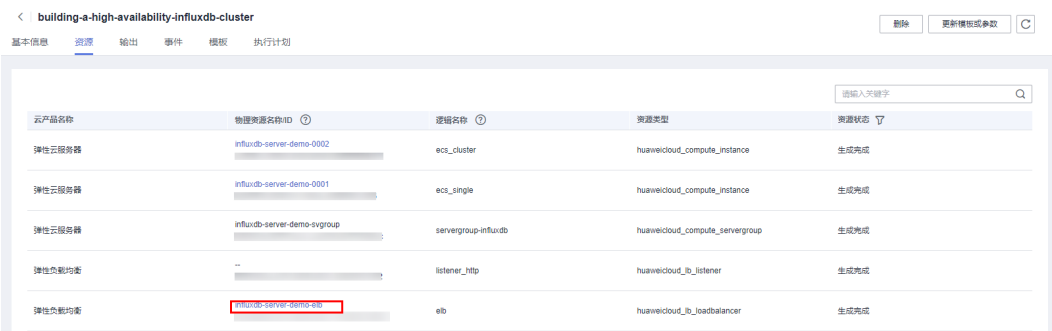 building-a-high-availability-influxdb-cluster
删除 更新模板或参数
基本信息 资源 输出 事件 模板 执行计划
请输入关键字
云产品名称 物理资源名称/ID 逻辑名称 资源类型 资源状态
弹性云服务器 influxdb-server-demo-0002 ecs_cluster huaweicloud_compute_instance 生成完成
弹性云服务器 influxdb-server-demo-0001 ecs_single huaweicloud_compute_instance 生成完成
弹性云服务器 influxdb-server-demo-svgroup servergroup-influxdb huaweicloud_compute_servergroup 生成完成
弹性负载均衡 -- listener_http huaweicloud_lb_listener 生成完成
弹性负载均衡 influxdb-server-demo-elb elb huaweicloud_lb_loadbalancer 生成完成